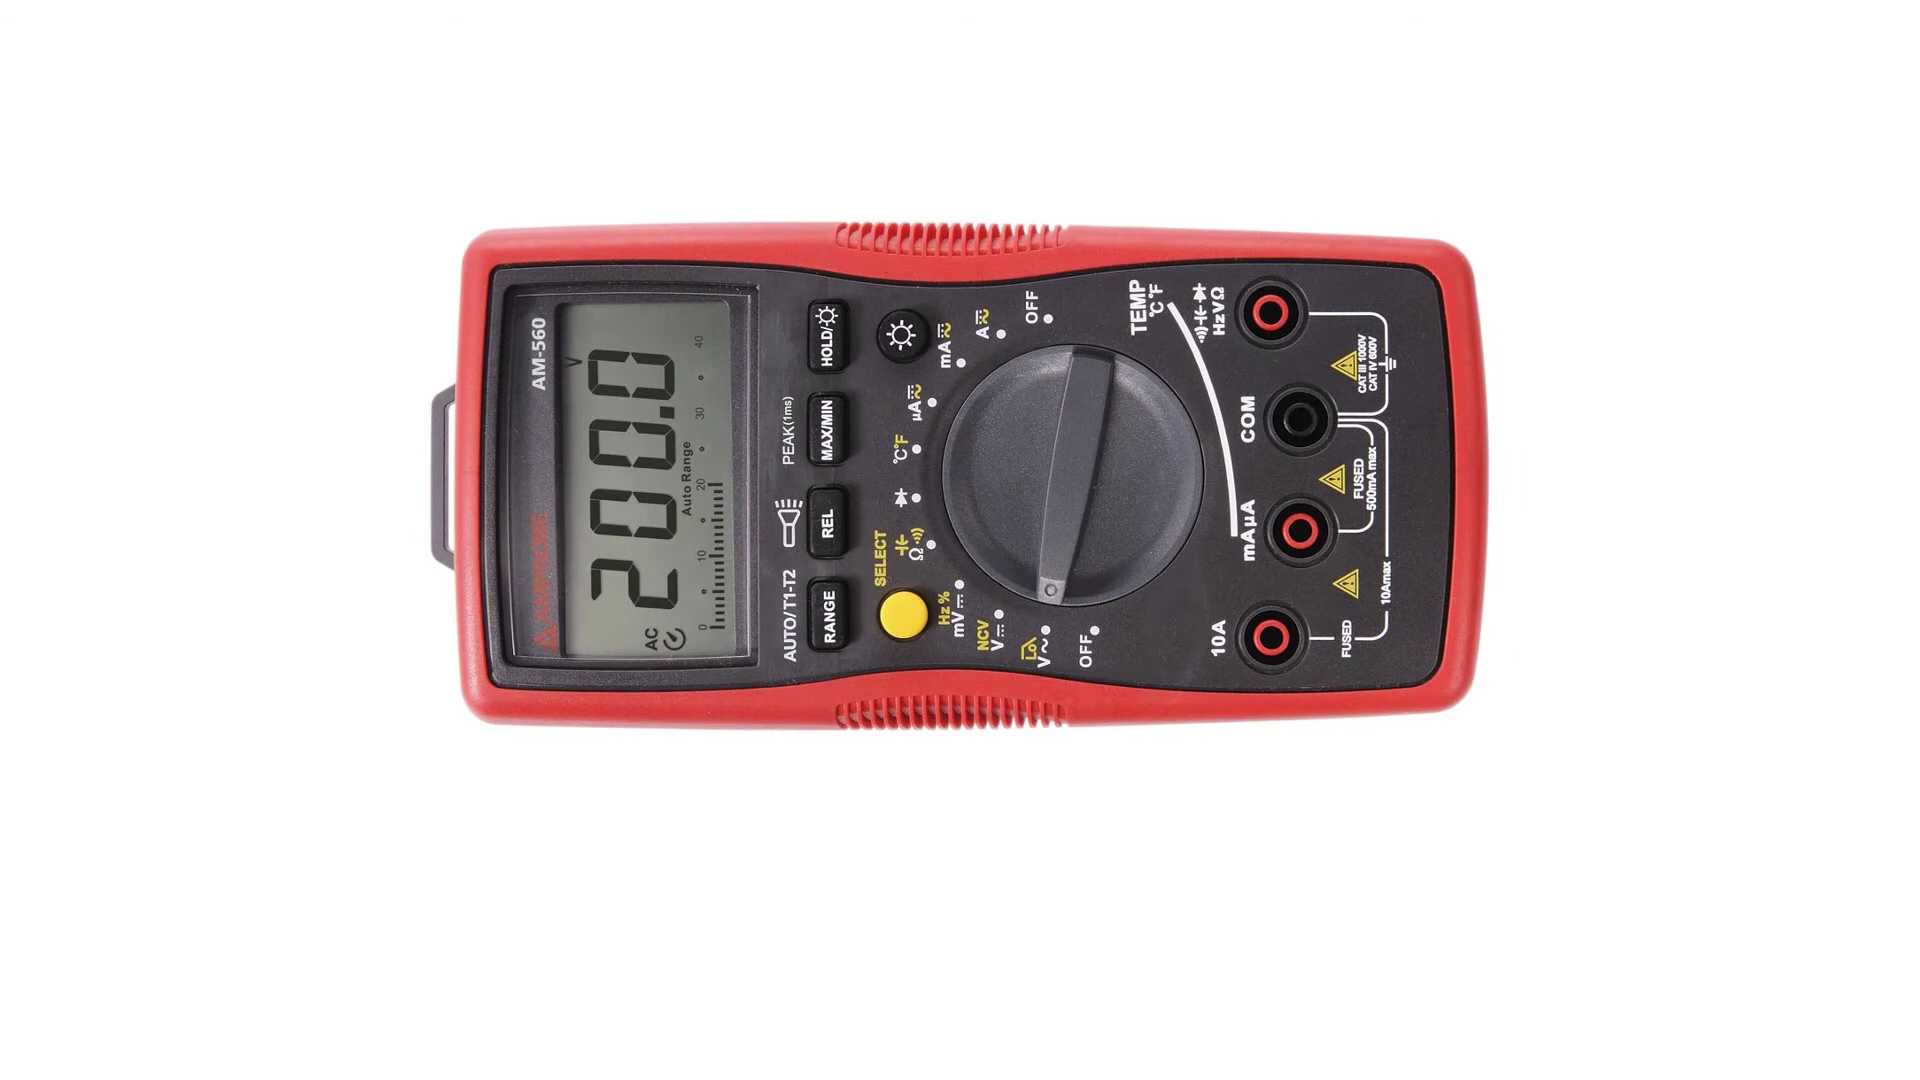 AMPROBE AM-560
V
200.0
AC
Auto Range
0 10 20 30 40
PEAK(1ms)
AUTO/T1-T2
RANGE REL MAX/MIN HOLD/
SELECT
Hz %
mV
NCV
V
LoZ
V~
OFF
Ω
°C°F
µA
mA
A
OFF
TEMP
°C °F
10A mAµA COM HzVΩ
CAT III 1000V
CAT IV 600V
FUSED
500mA max
FUSED
10Amax